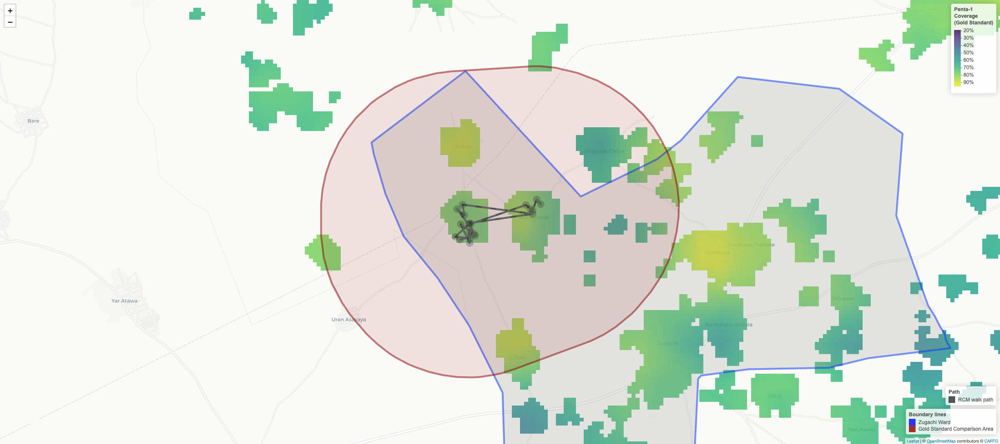 +
−
Penta-1
Coverage
(Gold Standard)
20%
30%
40%
50%
60%
70%
80%
90%
Bare
Kakau
Unguwar Gabas
Gunduwa Tsallake
Gunduwa
Yar Atawa
Uran Asayaya
Jalogare
Kankwana Alalula
Zugachi
Tofai
Odoji
Yan Awaki
Path
RCM walk path
Boundary lines
Zugachi Ward
Gold Standard Comparison Area
Leaflet | © OpenStreetMap contributors © CARTO